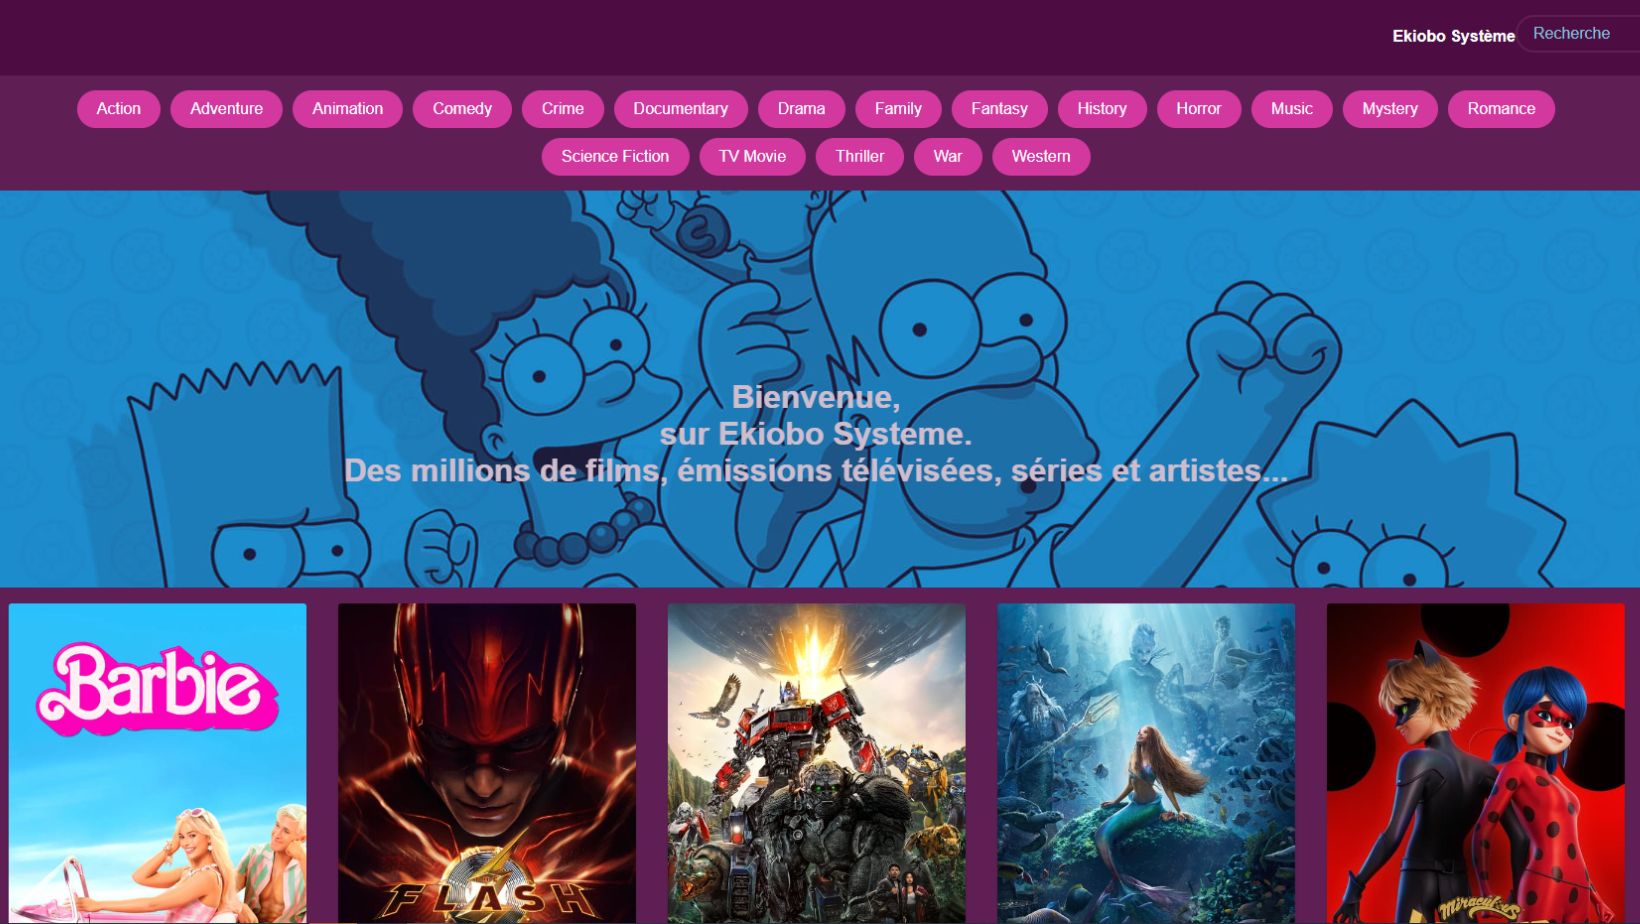 Ekiobo Système
Recherche
Action
Adventure
Animation
Comedy
Crime
Documentary
Drama
Family
Fantasy
History
Horror
Music
Mystery
Romance
Science Fiction
TV Movie
Thriller
War
Western
Bienvenue,
sur Ekiobo Systeme.
Des millions de films, émissions télévisées, séries et artistes...
Barbie
FLASH
Miraculous